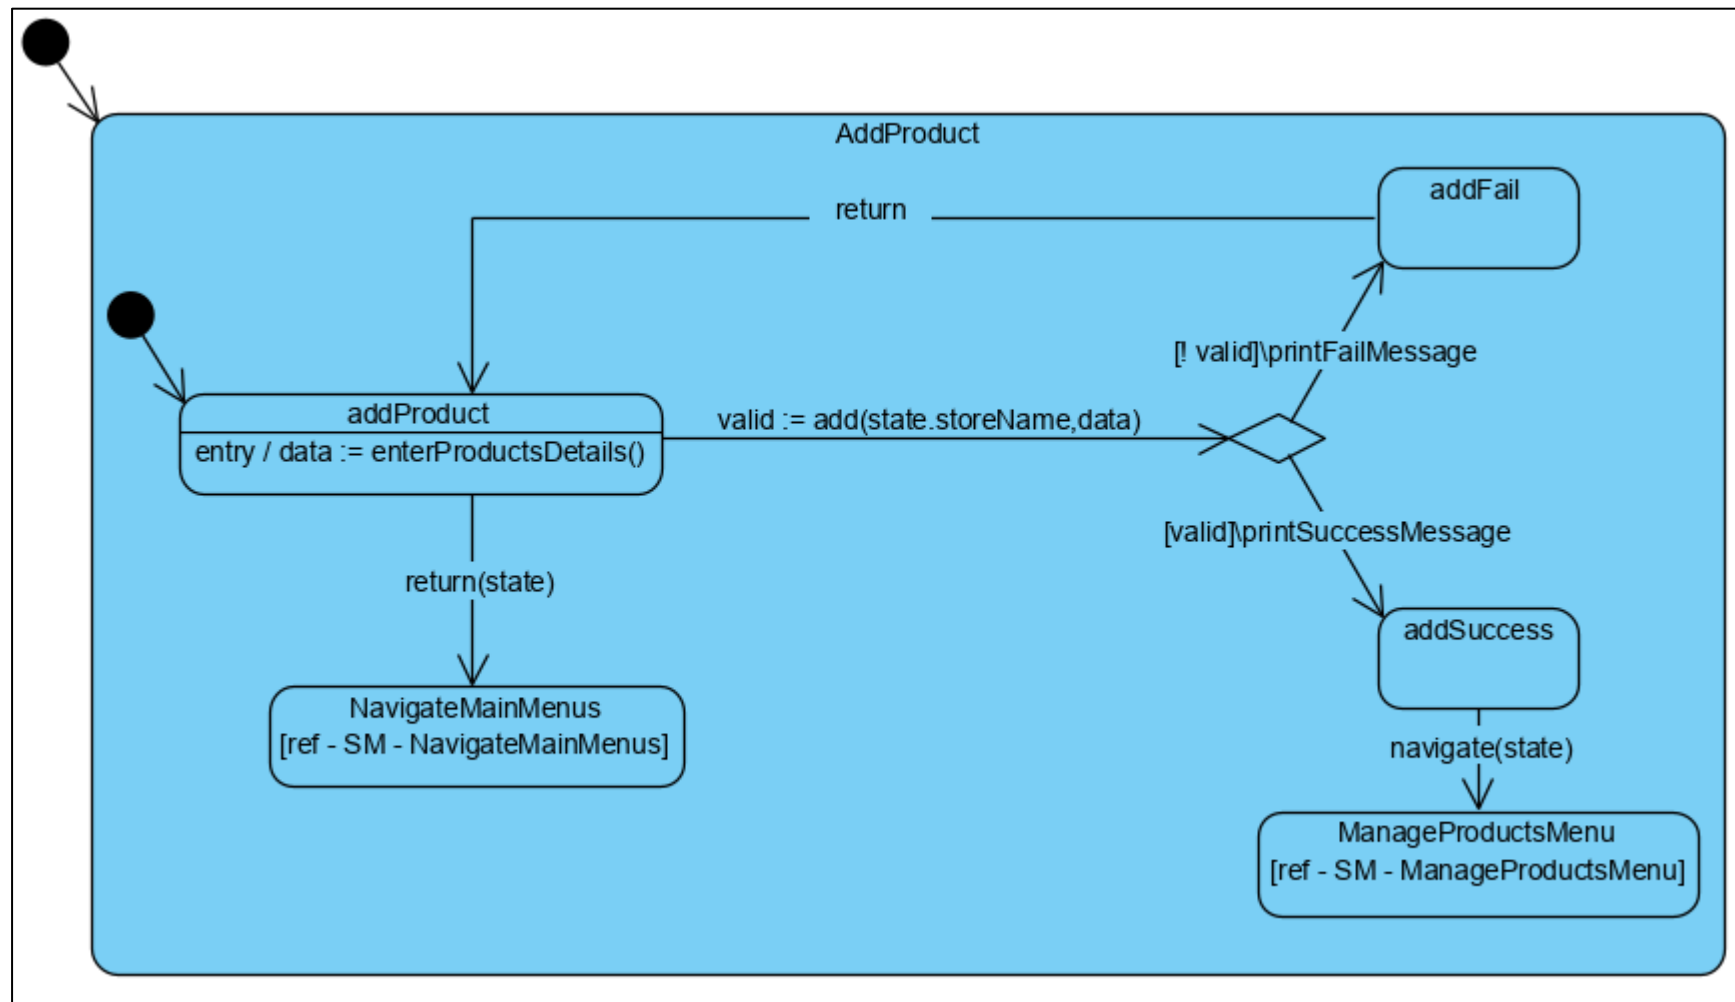 AddProduct
addFail
return
[! valid]\printFailMessage
addProduct
entry / data := enterProductsDetails()
valid := add(state.storeName,data)
[valid]\printSuccessMessage
return(state)
addSuccess
NavigateMainMenus
[ref - SM - NavigateMainMenus]
navigate(state)
ManageProductsMenu
[ref - SM - ManageProductsMenu]